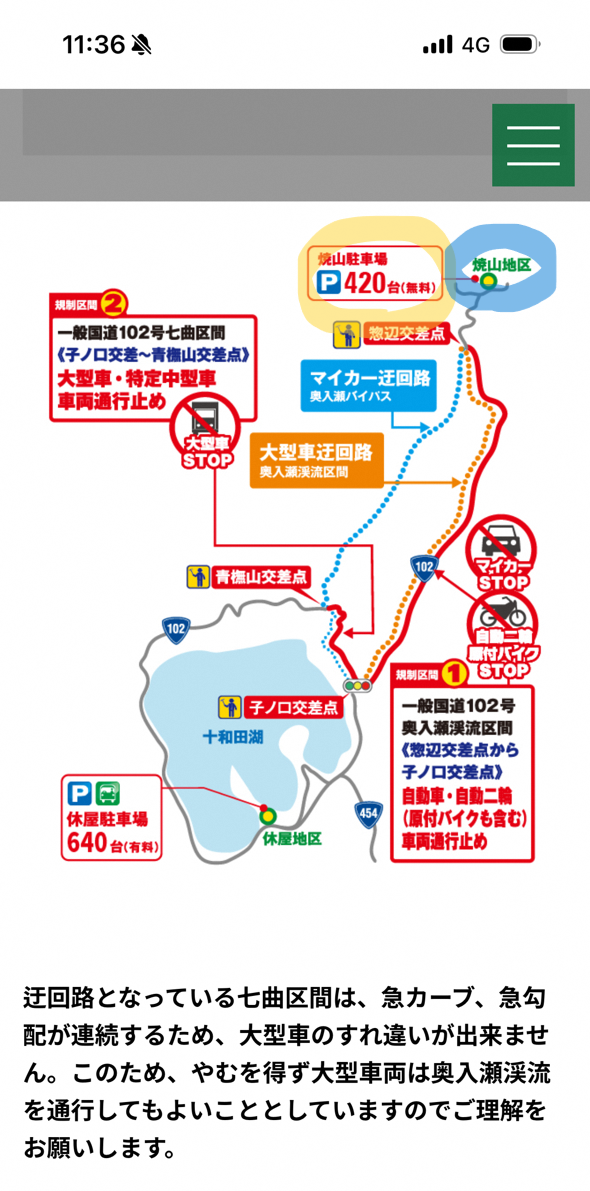 11:36
4G
焼山駐車場
P 420台(無料)
焼山地区
規制区間 2
一般国道102号七曲区間
《子ノ口交差〜青橅山交差点》
大型車・特定中型車
車両通行止め
惣辺交差点
マイカー迂回路
奥入瀬バイパス
大型車
STOP
大型車迂回路
奥入瀬渓流区間
マイカー
STOP
102
青橅山交差点
自動二輪
原付バイク
STOP
102
規制区間 1
一般国道102号
奥入瀬渓流区間
《惣辺交差点から
子ノ口交差点》
自動車・自動二輪
(原付バイクも含む)
車両通行止め
子ノ口交差点
十和田湖
P
休屋駐車場
640台(有料)
454
休屋地区
迂回路となっている七曲区間は、急カーブ、急勾
配が連続するため、大型車のすれ違いが出来ませ
ん。このため、やむを得ず大型車両は奥入瀬渓流
を通行してもよいこととしていますのでご理解を
お願いします。